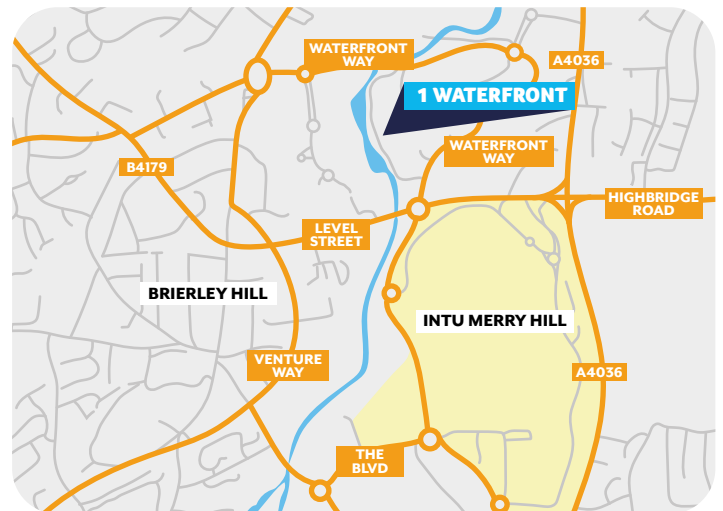 WATERFRONT
WAY
A4036
1 WATERFRONT
WATERFRONT
WAY
B4179
HIGHBRIDGE
ROAD
LEVEL
STREET
BRIERLEY HILL
INTU MERRY HILL
VENTURE
WAY
A4036
THE
BLVD